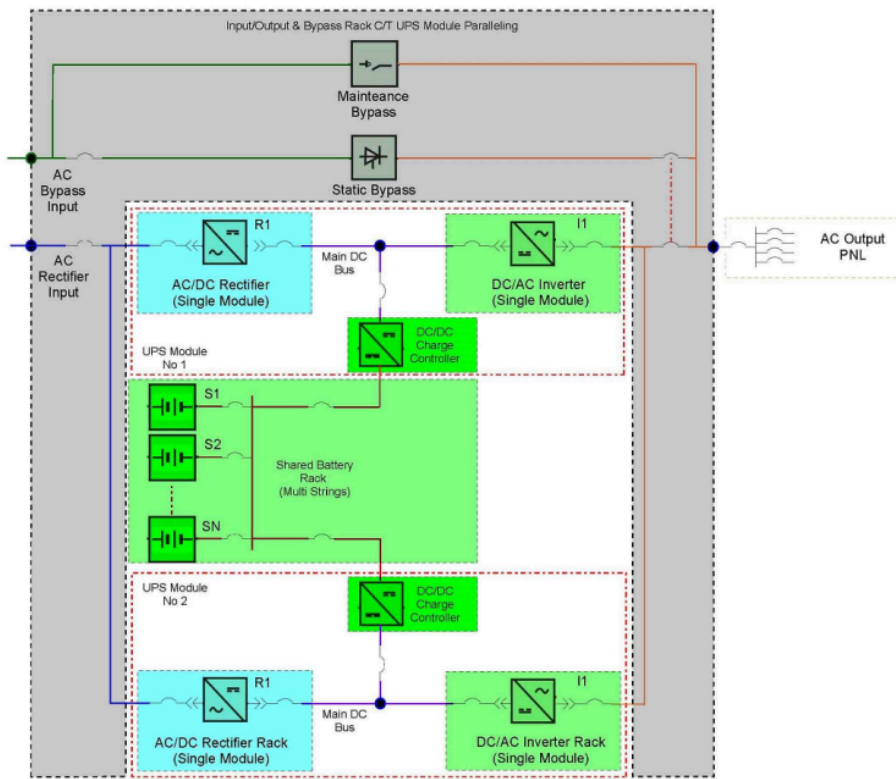 Input/Output & Bypass Rack C/T UPS Module Paralleling
Mainteance
Bypass
AC
Bypass
Input
Static Bypass
R1
I1
AC
Rectifier
Input
Main DC
Bus
AC/DC Rectifier
(Single Module)
DC/AC Inverter
(Single Module)
AC Output
PNL
UPS Module
No 1
DC/DC
Charge
Controller
S1
S2
SN
Shared Battery
Rack
(Multi Strings)
UPS Module
No 2
DC/DC
Charge
Controller
R1
I1
Main DC
Bus
AC/DC Rectifier Rack
(Single Module)
DC/AC Inverter Rack
(Single Module)